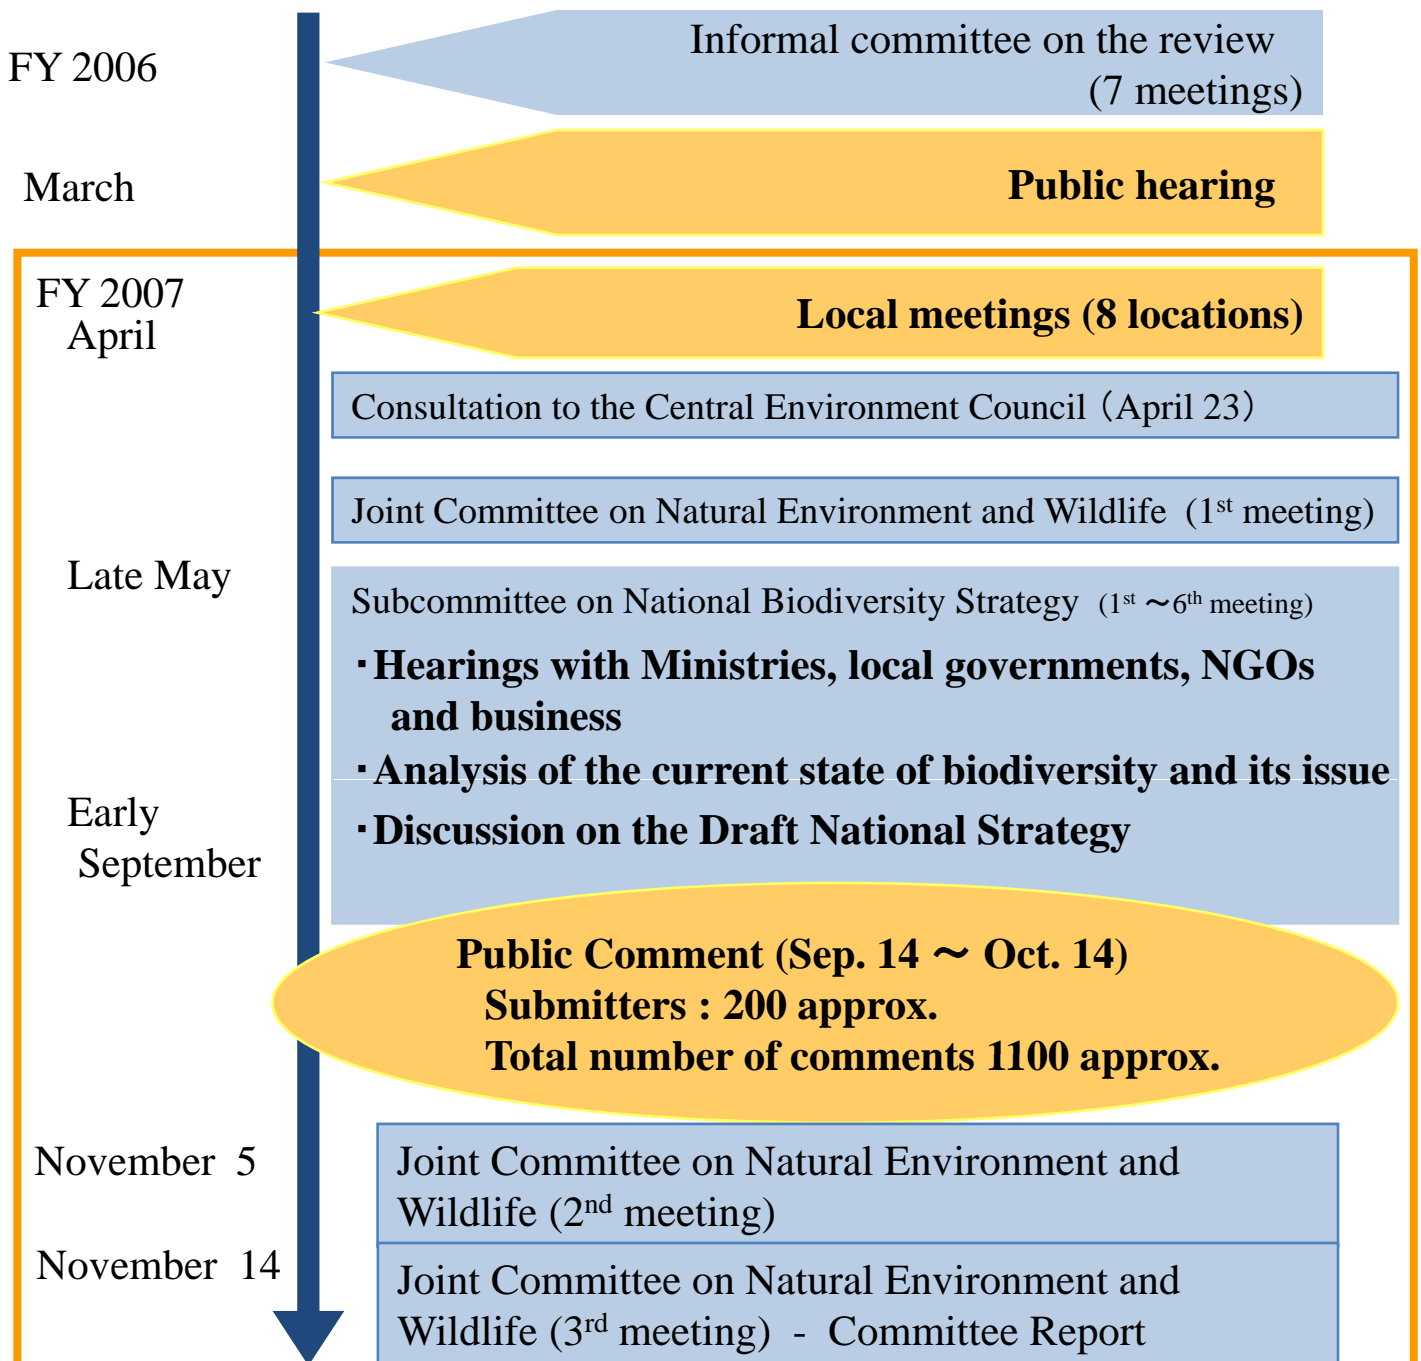 FY 2006
Informal committee on the review
(7 meetings)
March
Public hearing
FY 2007
April
Local meetings (8 locations)
Consultation to the Central Environment Council（April 23）
Joint Committee on Natural Environment and Wildlife (1st meeting)
Late May
Subcommittee on National Biodiversity Strategy (1st ～6th meeting)
・Hearings with Ministries, local governments, NGOs
and business
・Analysis of the current state of biodiversity and its issue
Early
September
・Discussion on the Draft National Strategy
Public Comment (Sep. 14 ～ Oct. 14)
Submitters : 200 approx.
Total number of comments 1100 approx.
November 5
Joint Committee on Natural Environment and
Wildlife (2nd meeting)
November 14
Joint Committee on Natural Environment and
Wildlife (3rd meeting) - Committee Report